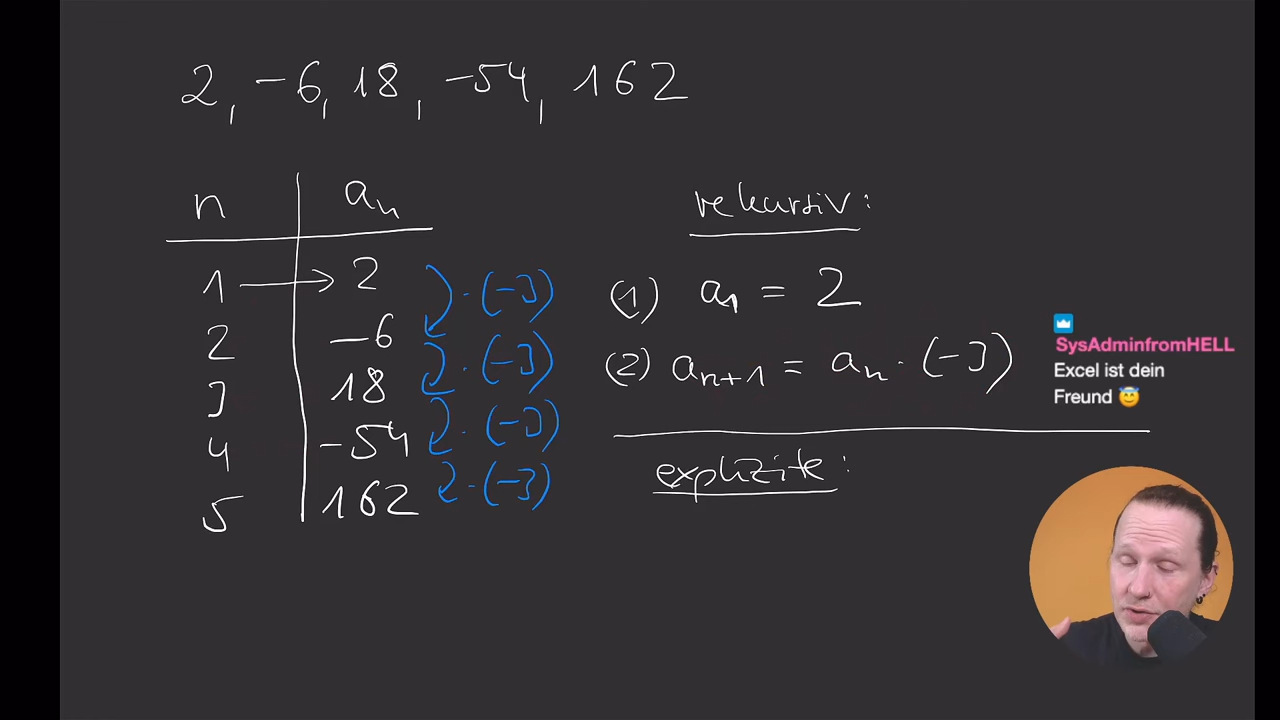 2, -6, 18, -54, 162
n aₙ
1 → 2
2 -6
3 18
4 -54
5 162
· (-3)
· (-3)
· (-3)
· (-3)
rekursiv:
(1) a₁ = 2
(2) aₙ₊₁ = aₙ · (-3)
explizite:
SysAdminfromHELL
Excel ist dein
Freund 😇